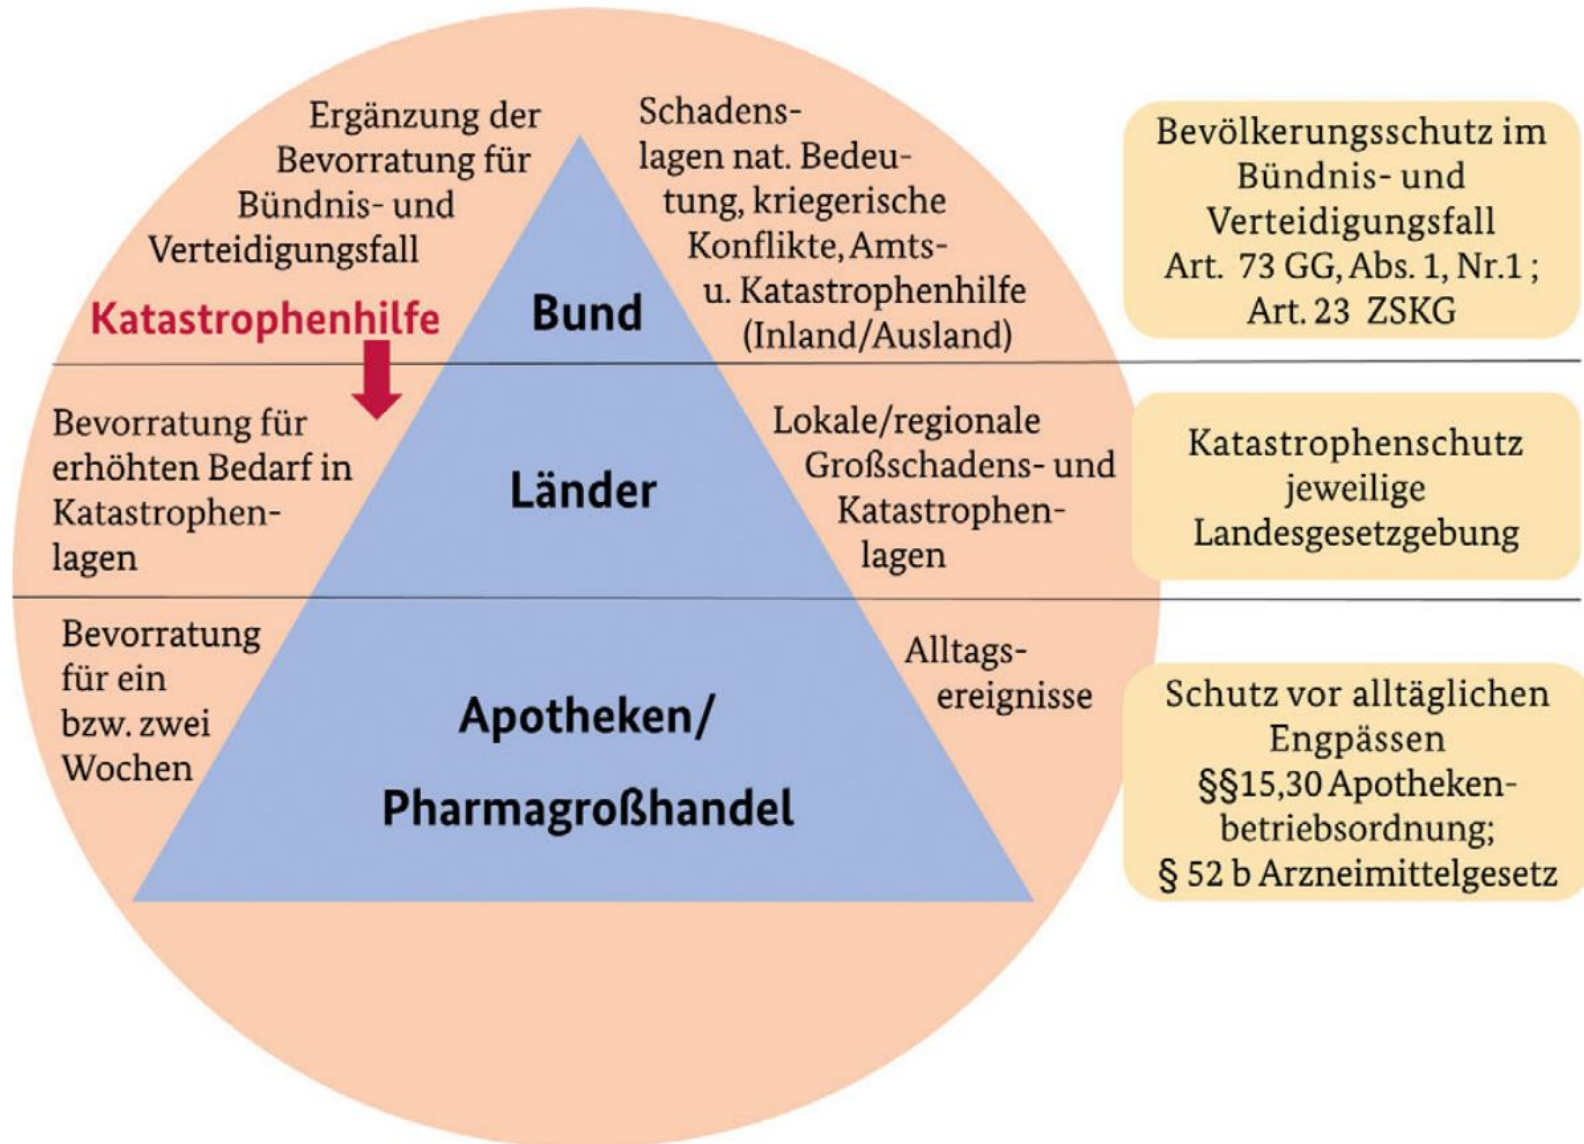 Ergänzung der
Bevorratung für
Bündnis- und
Verteidigungsfall
Katastrophenhilfe
Bund
Schadens-
lagen nat. Bedeu-
tung, kriegerische
Konflikte, Amts-
u. Katastrophenhilfe
(Inland/Ausland)
Bevölkerungsschutz im
Bündnis- und
Verteidigungsfall
Art. 73 GG, Abs. 1, Nr.1 ;
Art. 23 ZSKG
Bevorratung für
erhöhten Bedarf in
Katastrophen-
lagen
Länder
Lokale/regionale
Großschadens- und
Katastrophen-
lagen
Katastrophenschutz
jeweilige
Landesgesetzgebung
Bevorratung
für ein
bzw. zwei
Wochen
Apotheken/
Pharmagroßhandel
Alltags-
ereignisse
Schutz vor alltäglichen
Engpässen
§§15,30 Apotheken-
betriebsordnung;
§ 52 b Arzneimittelgesetz